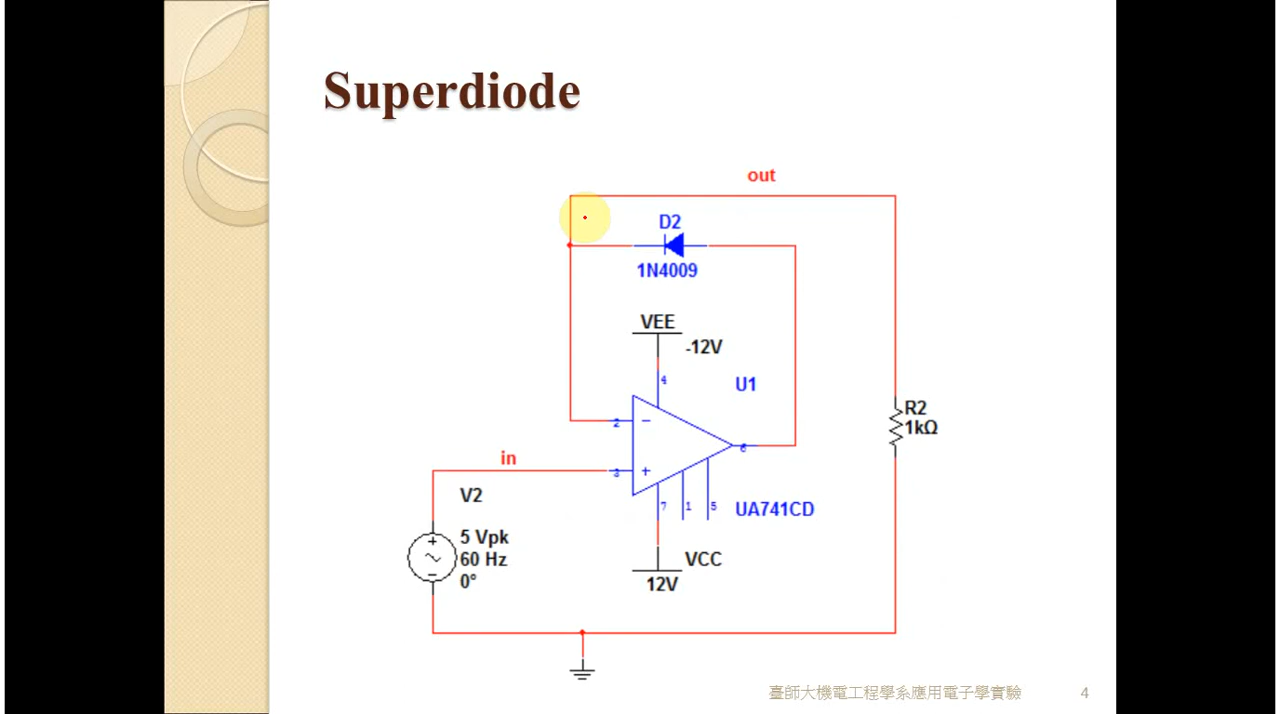 Superdiode
out
D2
1N4009
VEE
-12V
4
U1
2
−
6
R2
1kΩ
in
3
+
V2
7
1
5
UA741CD
5 Vpk
60 Hz
0°
VCC
12V
臺師大機電工程學系應用電子學實驗
4